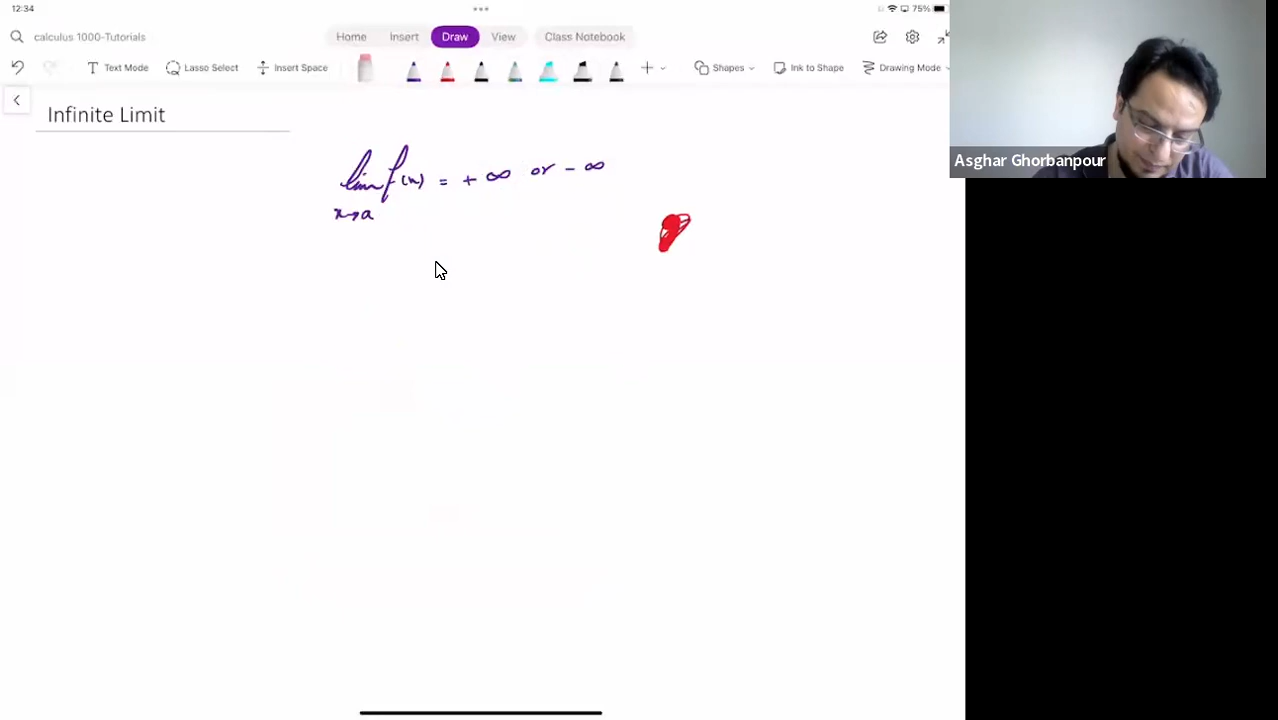 12:34
75%
calculus 1000-Tutorials
Home Insert Draw View Class Notebook
Text Mode Lasso Select Insert Space Shapes Ink to Shape Drawing Mode
Infinite Limit
lim f(x) = + ∞ or - ∞
x→a
Asghar Ghorbanpour